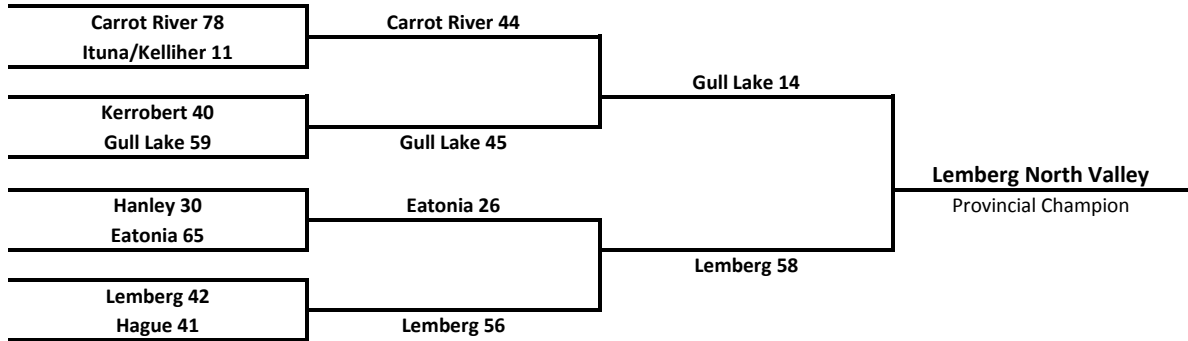 Carrot River 78
Ituna/Kelliher 11
Carrot River 44
Gull Lake 14
Kerrobert 40
Gull Lake 59
Gull Lake 45
Lemberg North Valley
Provincial Champion
Hanley 30
Eatonia 65
Eatonia 26
Lemberg 58
Lemberg 42
Hague 41
Lemberg 56